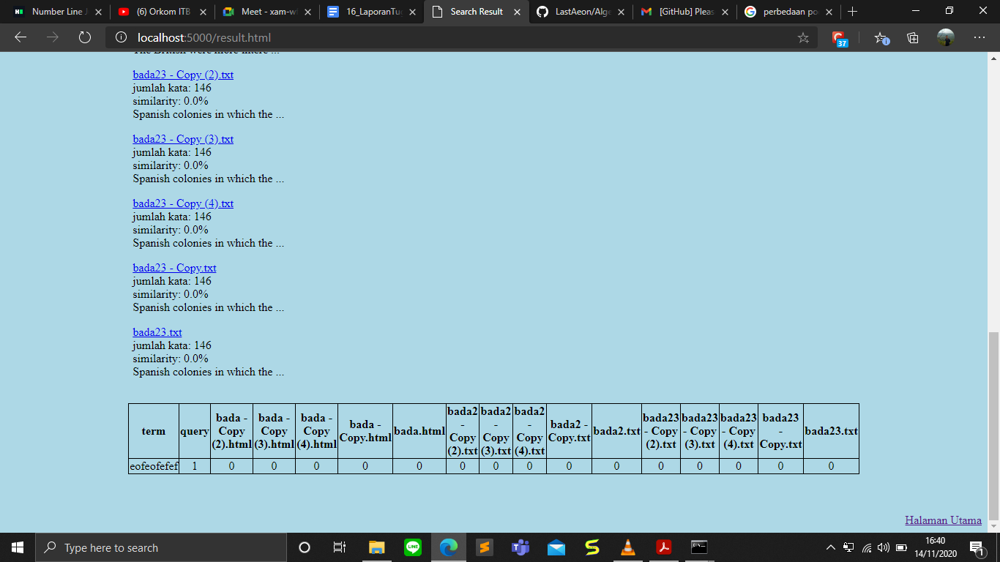 Number Line J
(6) Orkom ITB
Meet - xam-w
16_LaporanTu
Search Result
LastAeon/Alge
[GitHub] Pleas
perbedaan po
localhost:5000/result.html
37
bada23 - Copy (2).txt
jumlah kata: 146
similarity: 0.0%
Spanish colonies in which the ...
bada23 - Copy (3).txt
jumlah kata: 146
similarity: 0.0%
Spanish colonies in which the ...
bada23 - Copy (4).txt
jumlah kata: 146
similarity: 0.0%
Spanish colonies in which the ...
bada23 - Copy.txt
jumlah kata: 146
similarity: 0.0%
Spanish colonies in which the ...
bada23.txt
jumlah kata: 146
similarity: 0.0%
Spanish colonies in which the ...
term query bada - Copy (2).html bada - Copy (3).html bada - Copy (4).html bada - Copy.html bada.html bada2 - Copy (2).txt bada2 - Copy (3).txt bada2 - Copy (4).txt bada2 - Copy.txt bada2.txt bada23 - Copy (2).txt bada23 - Copy (3).txt bada23 - Copy (4).txt bada23 - Copy.txt bada23.txt
eofeofefef 1 0 0 0 0 0 0 0 0 0 0 0 0 0 0 0
Halaman Utama
Type here to search
LINE
16:40
14/11/2020
1